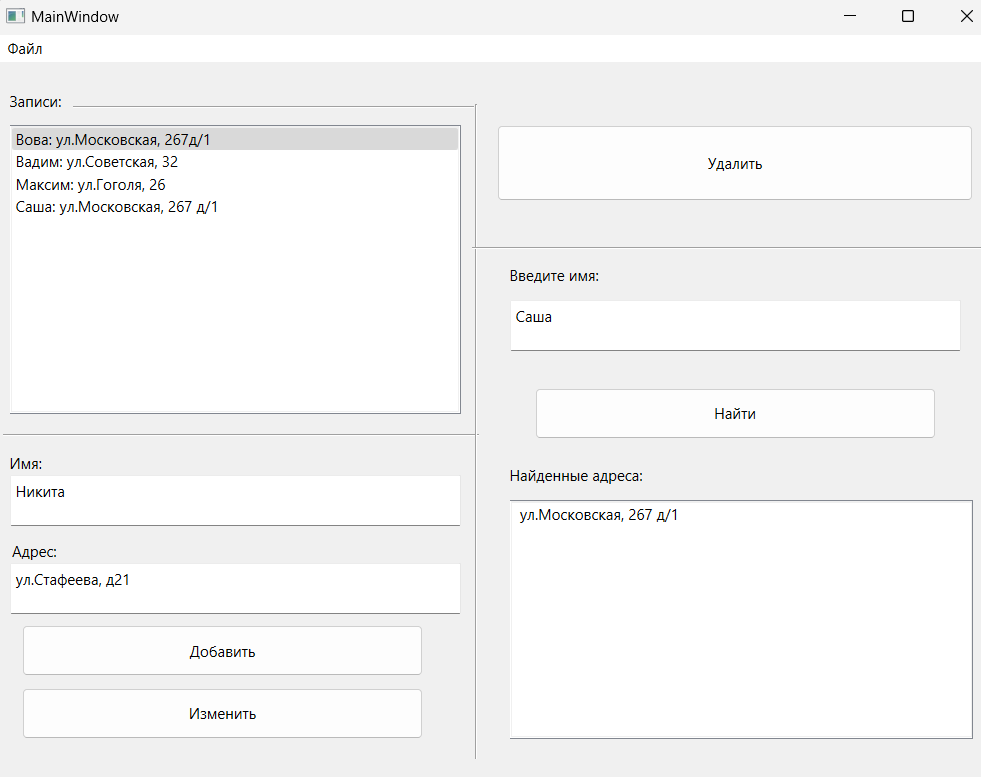 MainWindow
Файл
Записи:
Вова: ул.Московская, 267д/1
Вадим: ул.Советская, 32
Максим: ул.Гоголя, 26
Саша: ул.Московская, 267 д/1
Удалить
Введите имя:
Саша
Найти
Имя:
Никита
Адрес:
ул.Стафеева, д21
Добавить
Изменить
Найденные адреса:
ул.Московская, 267 д/1